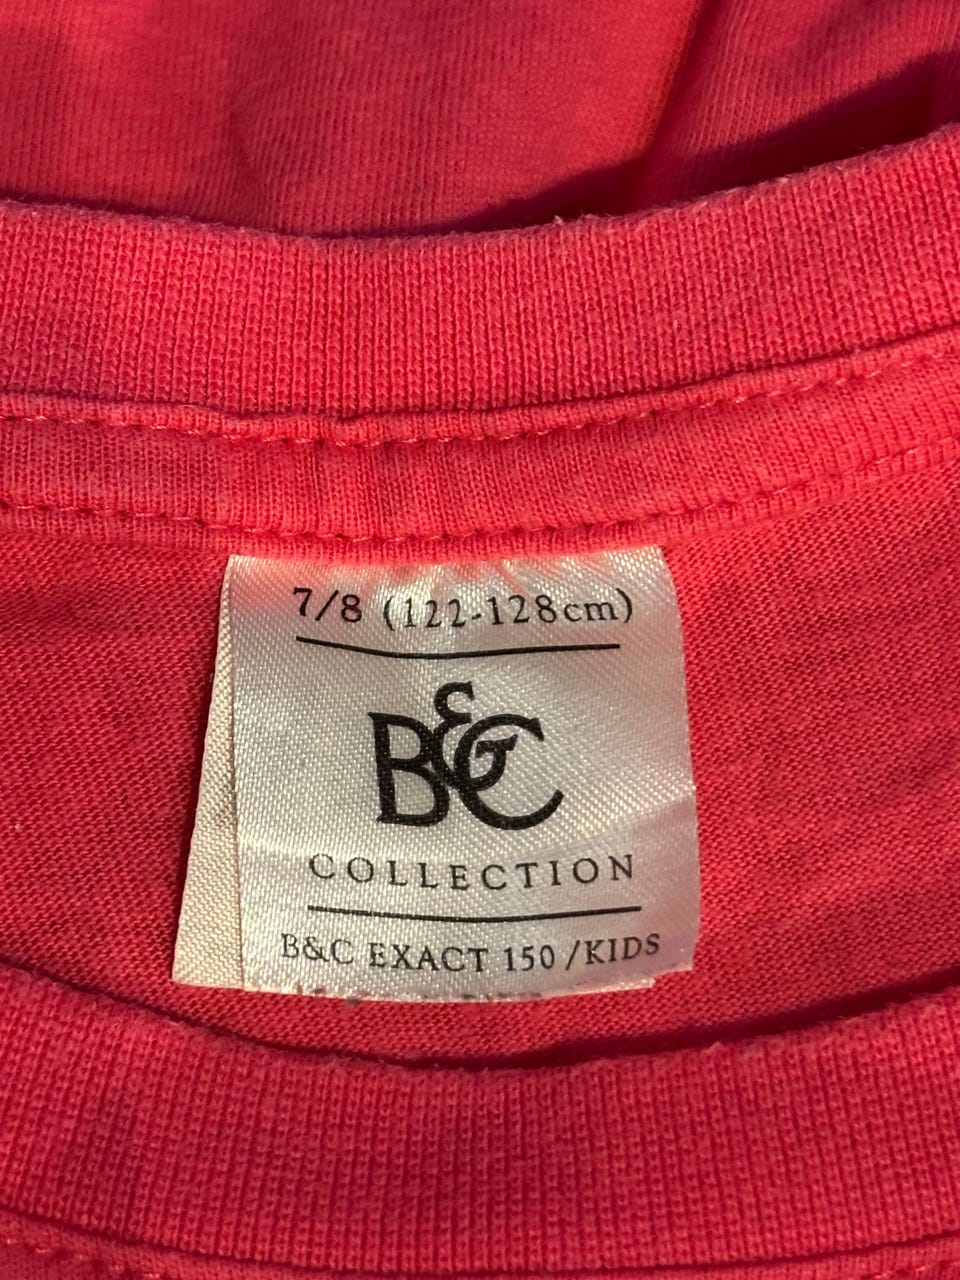 7/8 (122-128cm)
B&C
COLLECTION
B&C EXACT 150 /KIDS